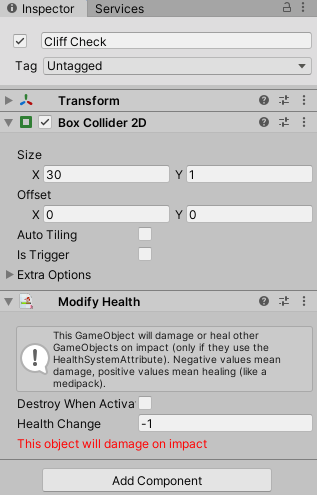 Inspector Services
Cliff Check
Tag Untagged
Transform
Box Collider 2D
Size
X 30 Y 1
Offset
X 0 Y 0
Auto Tiling
Is Trigger
Extra Options
Modify Health
This GameObject will damage or heal other
GameObjects on impact (only if they use the
HealthSystemAttribute). Negative values mean
damage, positive values mean healing (like a
medipack).
Destroy When Activa
Health Change -1
This object will damage on impact
Add Component